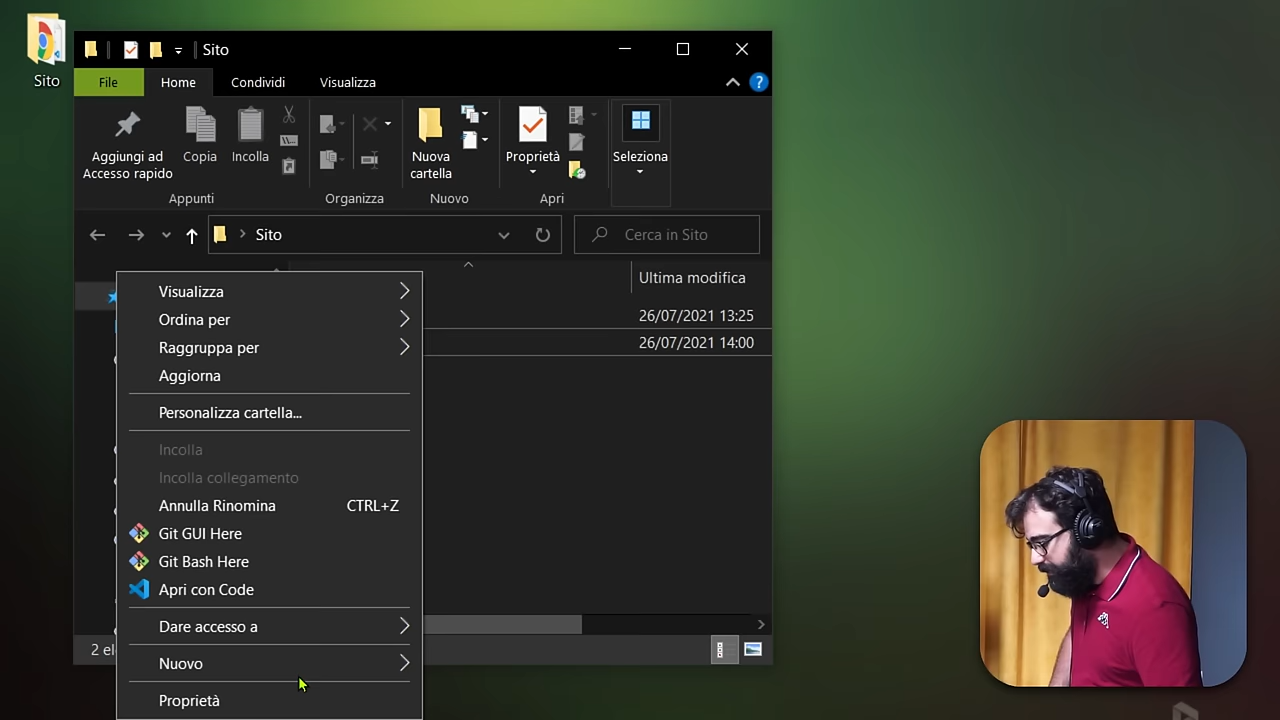 Sito
Sito
File
Home
Condividi
Visualizza
?
Aggiungi ad
Accesso rapido
Copia
Incolla
Nuova
cartella
Proprietà
Seleziona
Appunti
Organizza
Nuovo
Apri
Sito
Cerca in Sito
Ultima modifica
26/07/2021 13:25
26/07/2021 14:00
Visualizza
Ordina per
Raggruppa per
Aggiorna
Personalizza cartella...
Incolla
Incolla collegamento
Annulla Rinomina CTRL+Z
Git GUI Here
Git Bash Here
Apri con Code
Dare accesso a
Nuovo
Proprietà